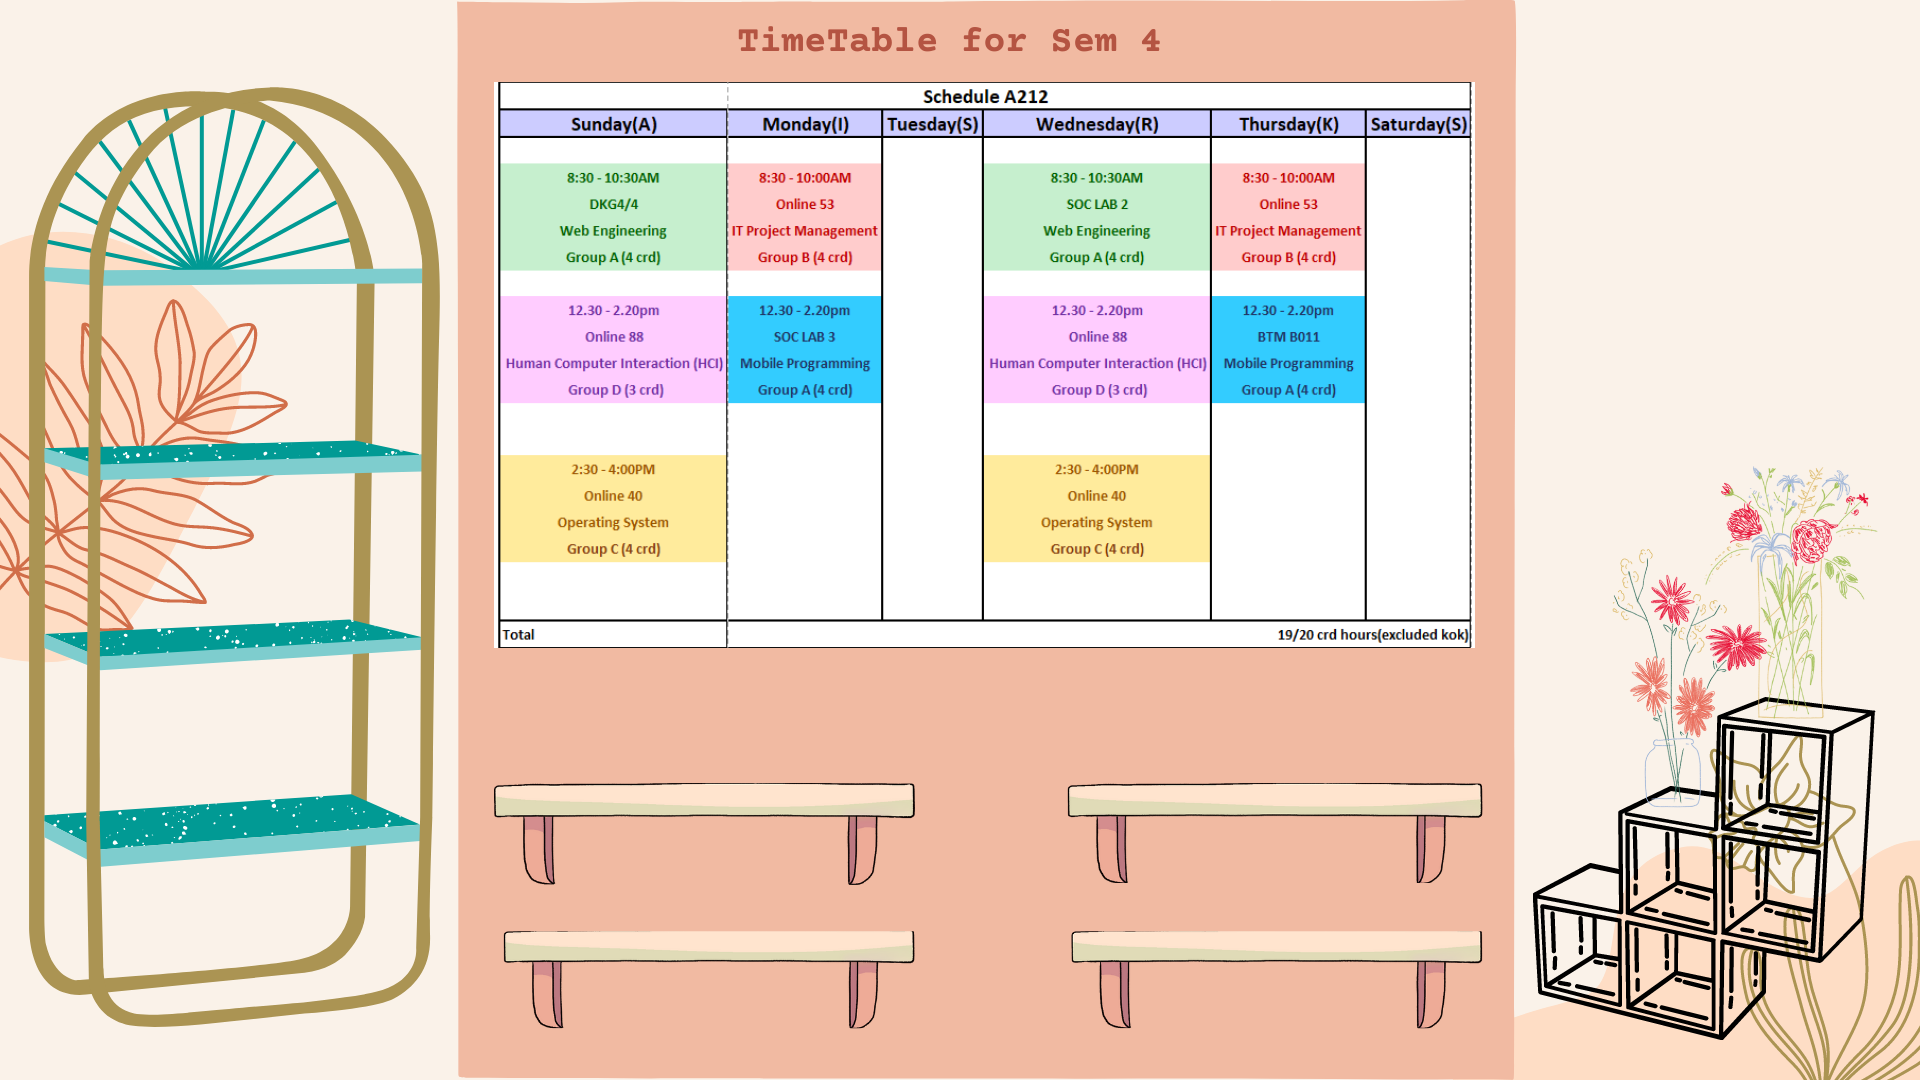 TimeTable for Sem 4
Schedule A212
Sunday(A) Monday(I) Tuesday(S) Wednesday(R) Thursday(K) Saturday(S)
8:30 - 10:30AM 8:30 - 10:00AM 8:30 - 10:30AM 8:30 - 10:00AM
DKG4/4 Online 53 SOC LAB 2 Online 53
Web Engineering IT Project Management Web Engineering IT Project Management
Group A (4 crd) Group B (4 crd) Group A (4 crd) Group B (4 crd)
12.30 - 2.20pm 12.30 - 2.20pm 12.30 - 2.20pm 12.30 - 2.20pm
Online 88 SOC LAB 3 Online 88 BTM B011
Human Computer Interaction (HCI) Mobile Programming Human Computer Interaction (HCI) Mobile Programming
Group D (3 crd) Group A (4 crd) Group D (3 crd) Group A (4 crd)
2:30 - 4:00PM 2:30 - 4:00PM
Online 40 Online 40
Operating System Operating System
Group C (4 crd) Group C (4 crd)
Total 19/20 crd hours(excluded kok)